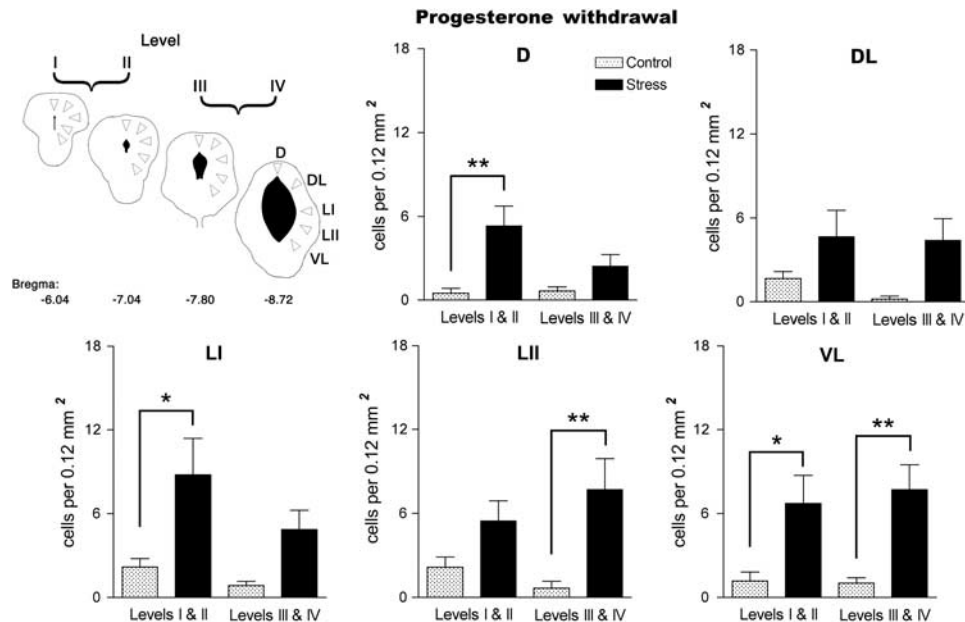 Progesterone withdrawal
Level
I II
III IV
D
DL
LI
LII
VL
Bregma:
-6.04 -7.04 -7.80 -8.72
D
Control
Stress
18
12
6
0
cells per 0.12 mm 2
**
Levels I & II Levels III & IV
DL
18
12
6
0
cells per 0.12 mm 2
Levels I & II Levels III & IV
LI
18
12
6
0
cells per 0.12 mm 2
*
Levels I & II Levels III & IV
LII
18
12
6
0
cells per 0.12 mm 2
**
Levels I & II Levels III & IV
VL
18
12
6
0
cells per 0.12 mm 2
*
**
Levels I & II Levels III & IV